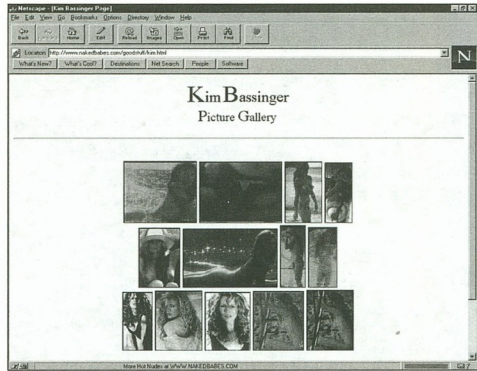 Netscape - [Kim Bassinger Page]
File Edit View Go Bookmarks Options Directory Window Help
Back Home Edit Reload Images Open Print Find
Location: http://www.nakedbabes.com/goodstuff/kim.html
What's New? What's Cool? Destinations Net Search People Software
N
Kim Bassinger
Picture Gallery
More Hot Nudes at WWW.NAKEDBABES.COM